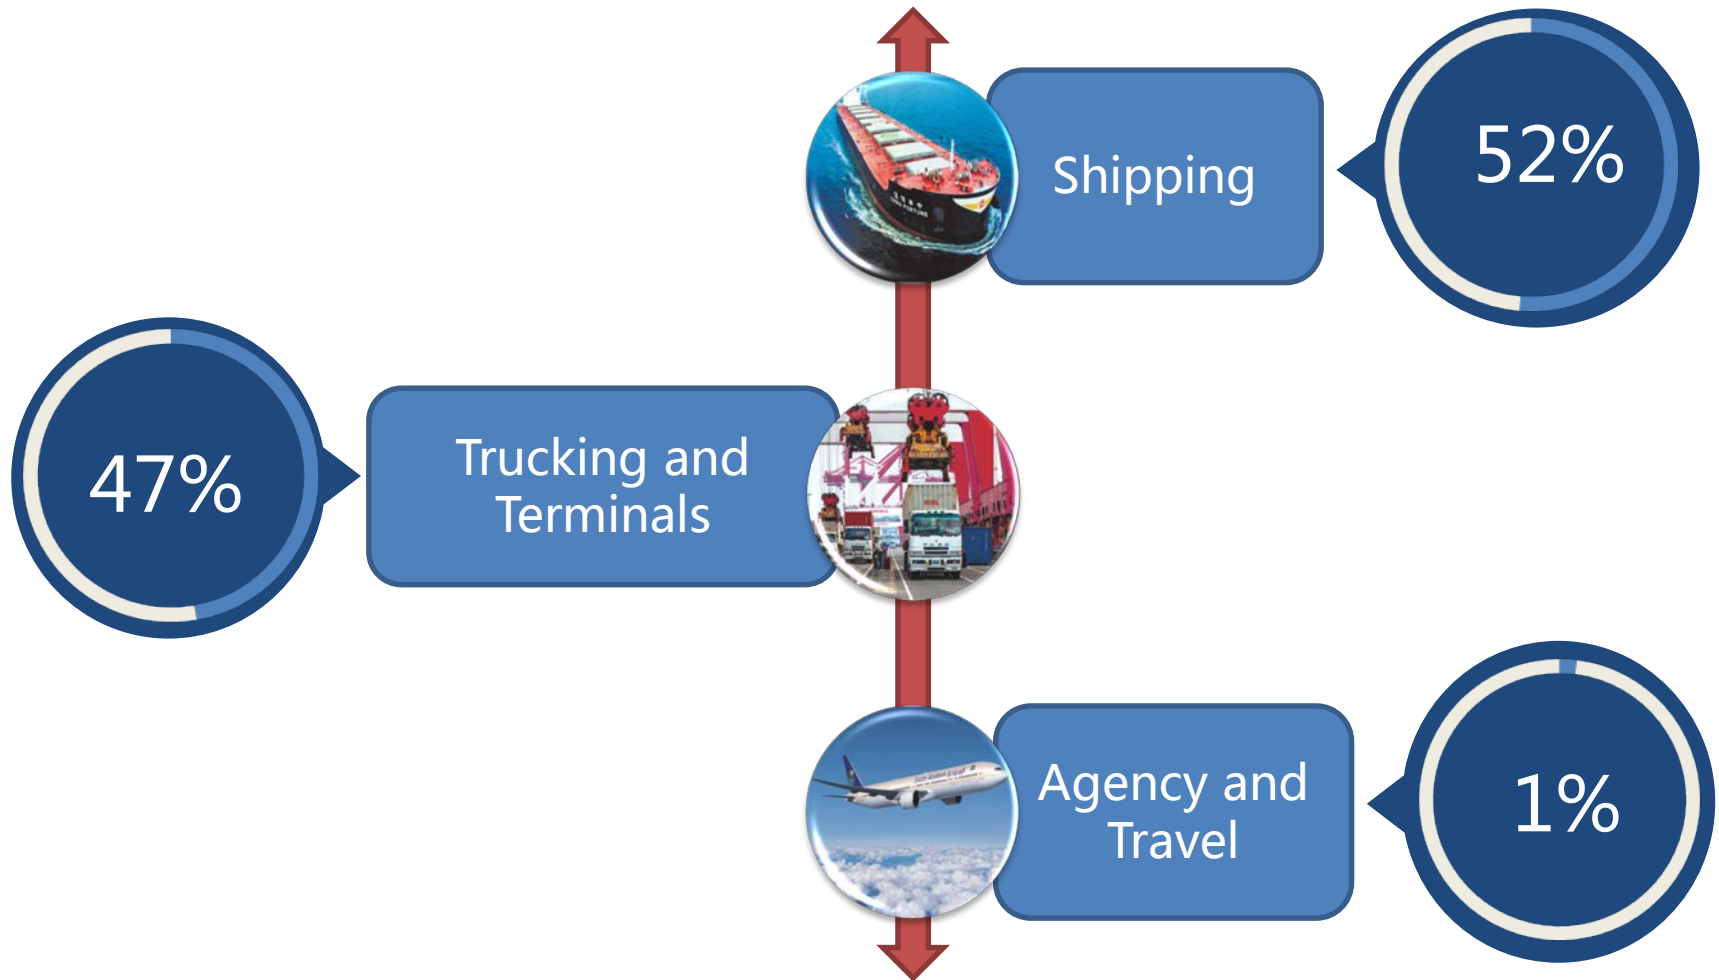 Shipping
52%
47%
Trucking and
Terminals
Agency and
Travel
1%